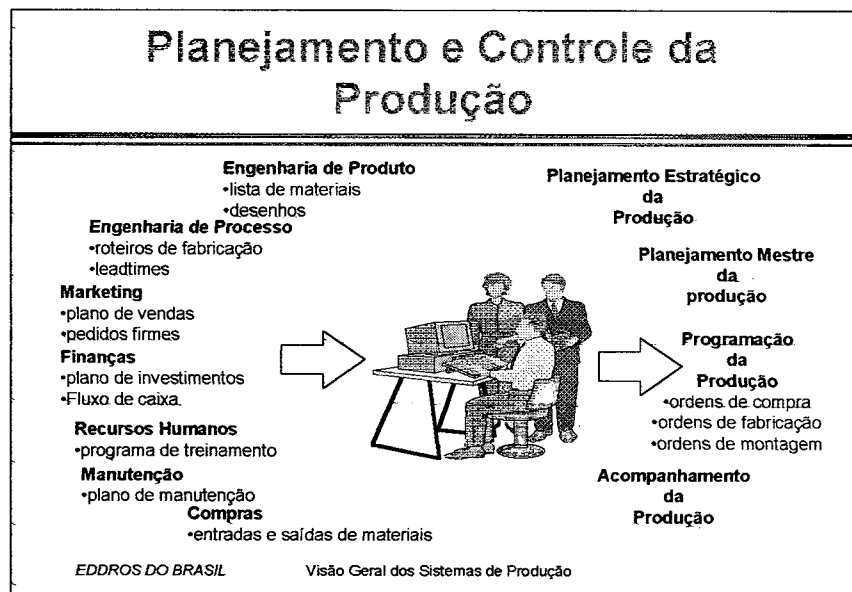 Planejamento e Controle da
Produção
Engenharia de Produto
•lista de materiais
•desenhos
Engenharia de Processo
•roteiros de fabricação
•leadtimes
Marketing
•plano de vendas
•pedidos firmes
Finanças
•plano de investimentos
•Fluxo de caixa
Recursos Humanos
•programa de treinamento
Manutenção
•plano de manutenção
Compras
•entradas e saídas de materiais
Planejamento Estratégico
da
Produção
Planejamento Mestre
da
produção
Programação
da
Produção
•ordens de compra
•ordens de fabricação
•ordens de montagem
Acompanhamento
da
Produção
EDDROS DO BRASIL
Visão Geral dos Sistemas de Produção